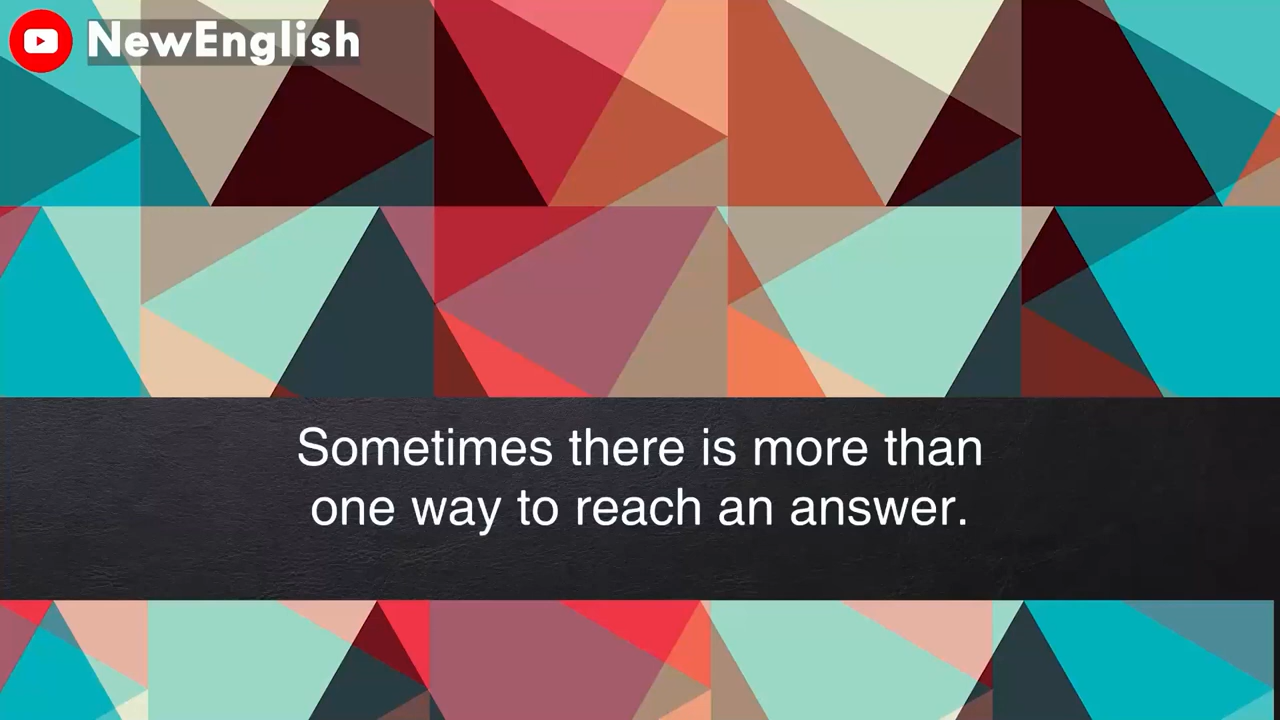 NewEnglish
Sometimes there is more than
one way to reach an answer.